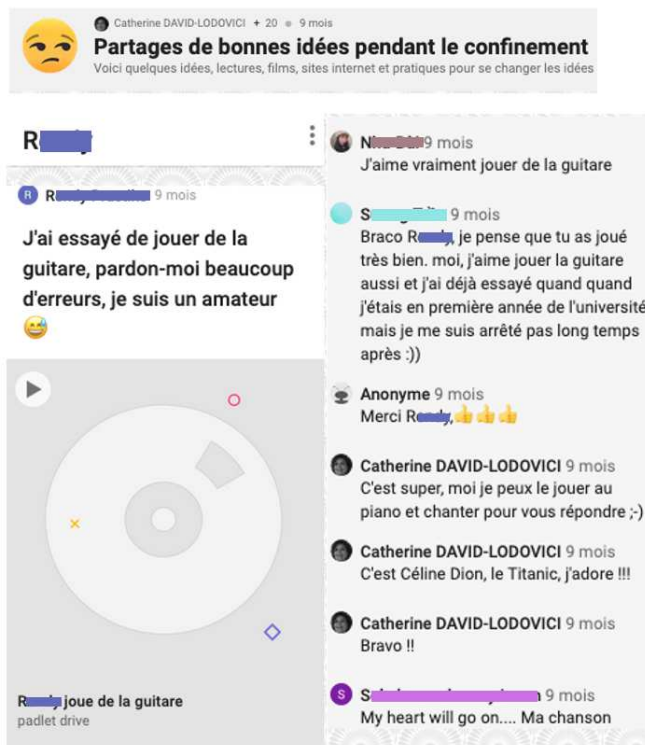 Catherine DAVID-LODOVICI + 20 • 9 mois
Partages de bonnes idées pendant le confinement
Voici quelques idées, lectures, films, sites internet et pratiques pour se changer les idées
R
R 9 mois
J'ai essayé de jouer de la
guitare, pardon-moi beaucoup
d'erreurs, je suis un amateur
joue de la guitare
padlet drive
9 mois
J'aime vraiment jouer de la guitare
S 9 mois
Braco, je pense que tu as joué
très bien. moi, j'aime jouer la guitare
aussi et j'ai déjà essayé quand quand
j'étais en première année de l'université
mais je me suis arrêté pas long temps
après :))
Anonyme 9 mois
Merci
Catherine DAVID-LODOVICI 9 mois
C'est super, moi je peux le jouer au
piano et chanter pour vous répondre ;-)
Catherine DAVID-LODOVICI 9 mois
C'est Céline Dion, le Titanic, j'adore !!!
Catherine DAVID-LODOVICI 9 mois
Bravo !!
S S 9 mois
My heart will go on.... Ma chanson